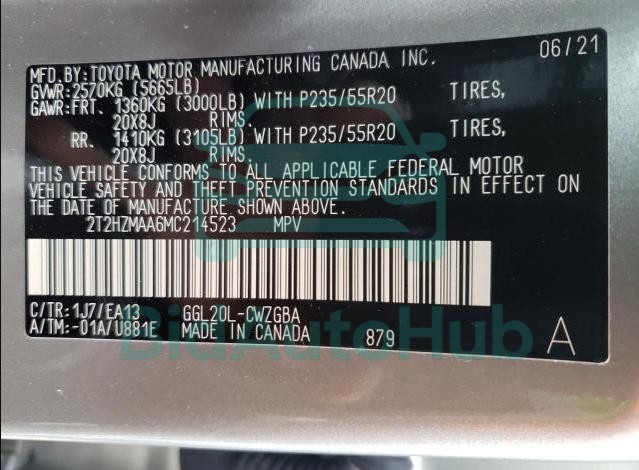 MFD.BY:TOYOTA MOTOR MANUFACTURING CANADA INC. 06/21
GVWR:2570KG (5665LB)
GAWR:FRT. 1360KG (3000LB) WITH P235/55R20 TIRES,
20X8J RIMS.
RR. 1410KG (3105LB) WITH P235/55R20 TIRES,
20X8J RIMS.
THIS VEHICLE CONFORMS TO ALL APPLICABLE FEDERAL MOTOR
VEHICLE SAFETY AND THEFT PREVENTION STANDARDS IN EFFECT ON
THE DATE OF MANUFACTURE SHOWN ABOVE.
2T2HZMAA6MC214523 MPV
C/TR:1J7/EA13 GGL20L-CWZGBA
A/TM:-01A/U881E MADE IN CANADA 879 A
BidAutoHub